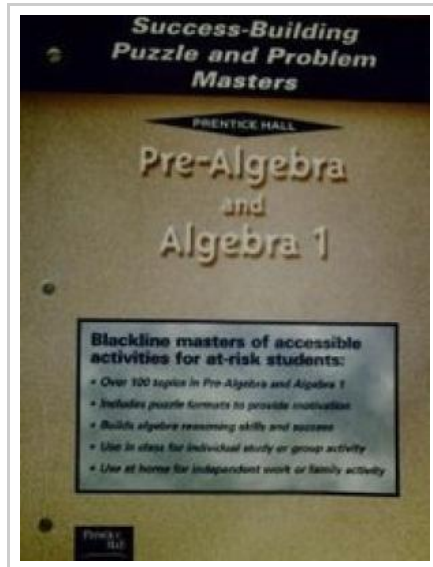 Success-Building
Puzzle and Problem
Masters
PRENTICE HALL
Pre-Algebra
and
Algebra 1
Blackline masters of accessible
activities for at-risk students:
• Over 100 topics in Pre-Algebra and Algebra 1
• Includes puzzle formats to provide motivation
• Builds algebra reasoning skills and success
• Use in class for individual study or group activity
• Use at home for independent work or family activity
Prentice
Hall